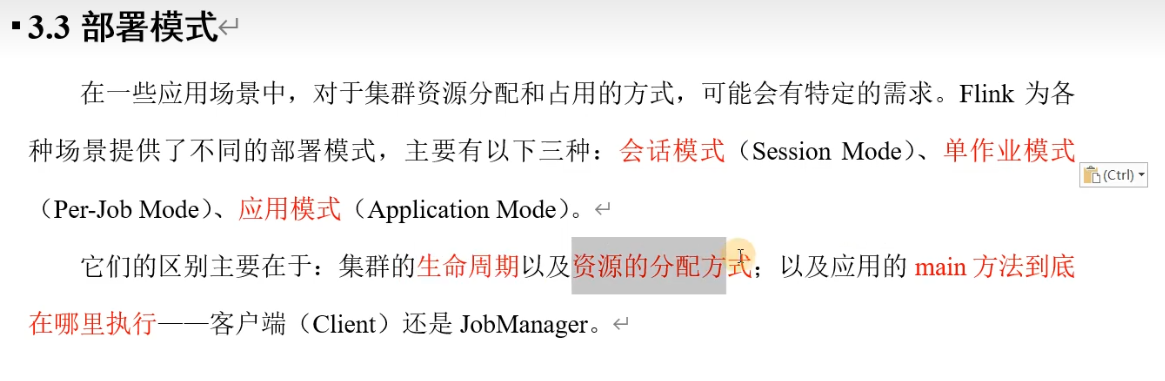 3.3 部署模式
在一些应用场景中，对于集群资源分配和占用的方式，可能会有特定的需求。Flink 为各
种场景提供了不同的部署模式，主要有以下三种：会话模式（Session Mode）、单作业模式
(Ctrl)
（Per-Job Mode）、应用模式（Application Mode）。
它们的区别主要在于：集群的生命周期以及资源的分配方式；以及应用的 main 方法到底
在哪里执行——客户端（Client）还是 JobManager。